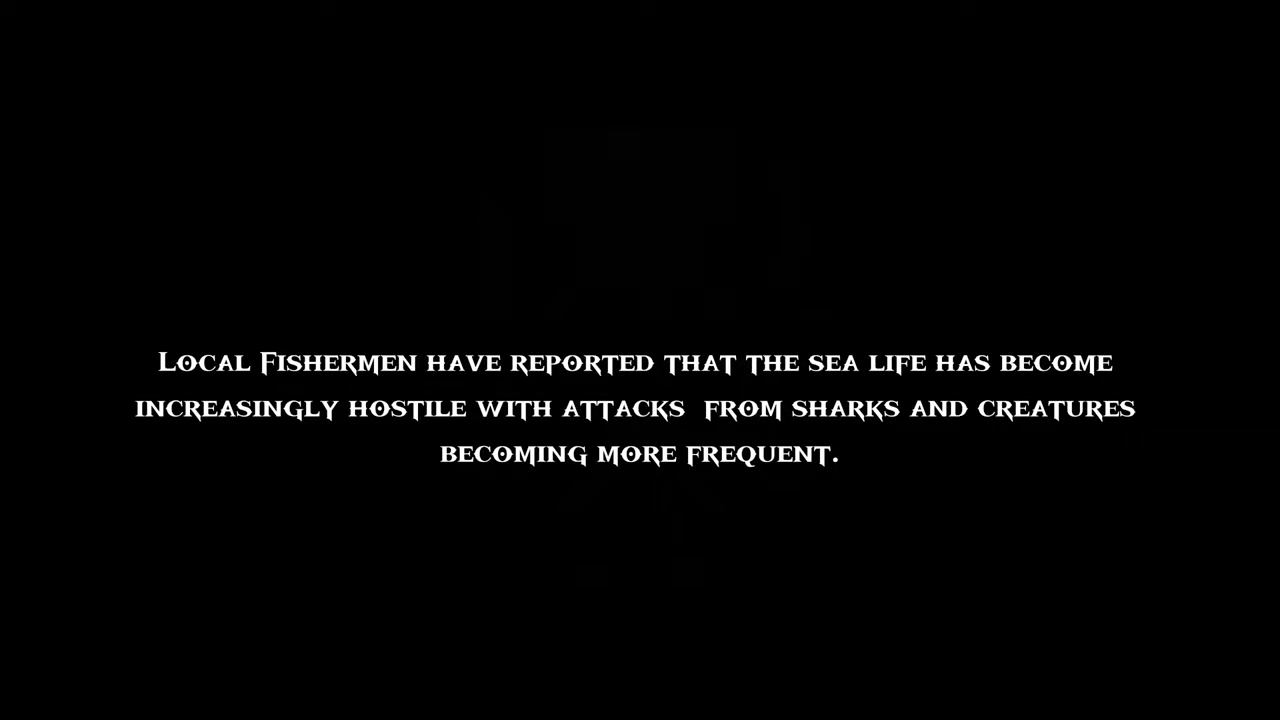 Local Fishermen have reported that the sea life has become
increasingly hostile with attacks  from sharks and creatures
becoming more frequent.